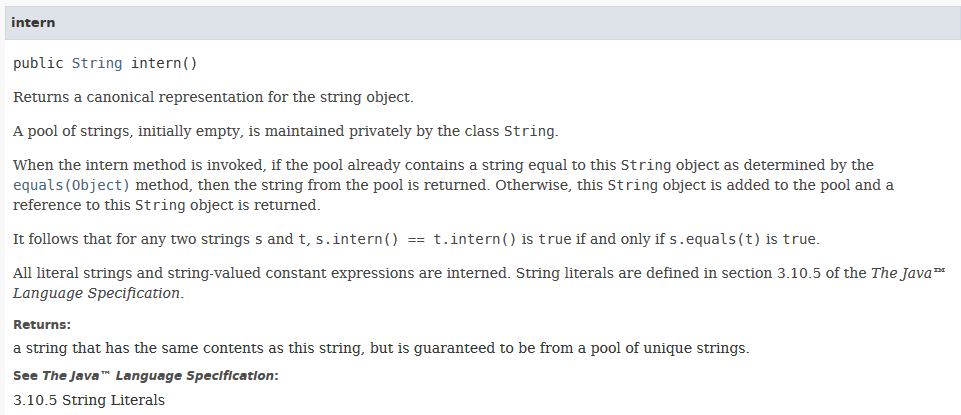 intern
public String intern()
Returns a canonical representation for the string object.
A pool of strings, initially empty, is maintained privately by the class String.
When the intern method is invoked, if the pool already contains a string equal to this String object as determined by the
equals(Object) method, then the string from the pool is returned. Otherwise, this String object is added to the pool and a
reference to this String object is returned.
It follows that for any two strings s and t, s.intern() == t.intern() is true if and only if s.equals(t) is true.
All literal strings and string-valued constant expressions are interned. String literals are defined in section 3.10.5 of the The Java™
Language Specification.
Returns:
a string that has the same contents as this string, but is guaranteed to be from a pool of unique strings.
See The Java™ Language Specification:
3.10.5 String Literals